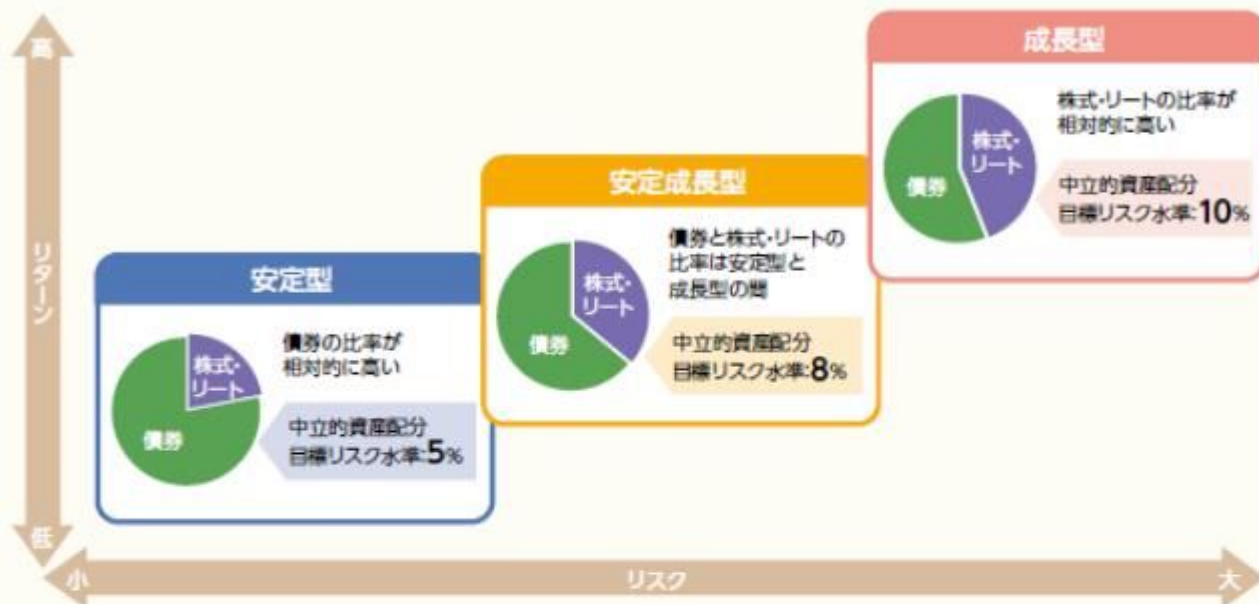 高
リターン
低
小
リスク
大
安定型
株式・
リート
債券
債券の比率が
相対的に高い
中立的資産配分
目標リスク水準:5%
安定成長型
株式・
リート
債券
債券と株式・リートの
比率は安定型と
成長型の間
中立的資産配分
目標リスク水準:8%
成長型
株式・
リート
債券
株式・リートの比率が
相対的に高い
中立的資産配分
目標リスク水準:10%